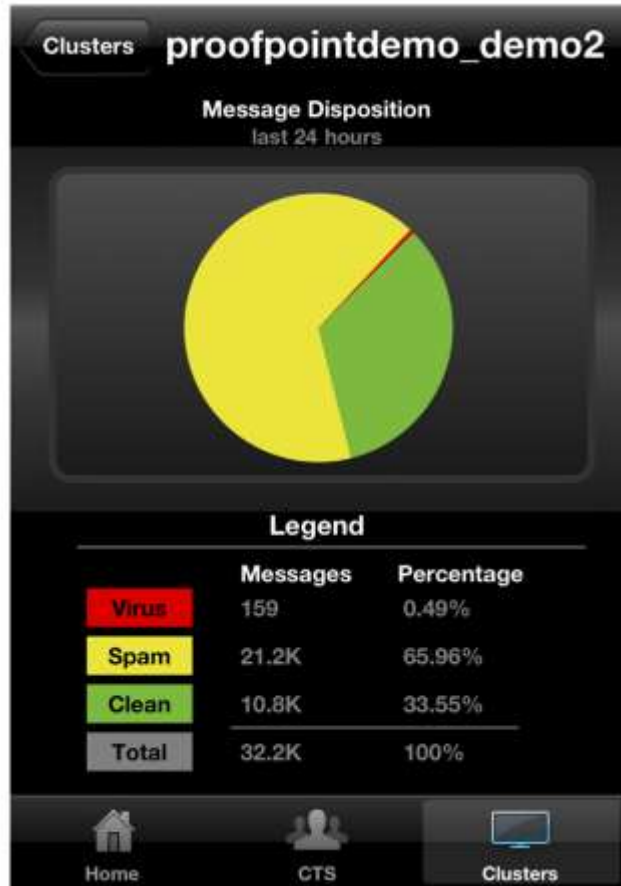 Clusters proofpointdemo_demo2
Message Disposition
last 24 hours
Legend
Messages Percentage
Virus 159 0.49%
Spam 21.2K 65.96%
Clean 10.8K 33.55%
Total 32.2K 100%
Home CTS Clusters